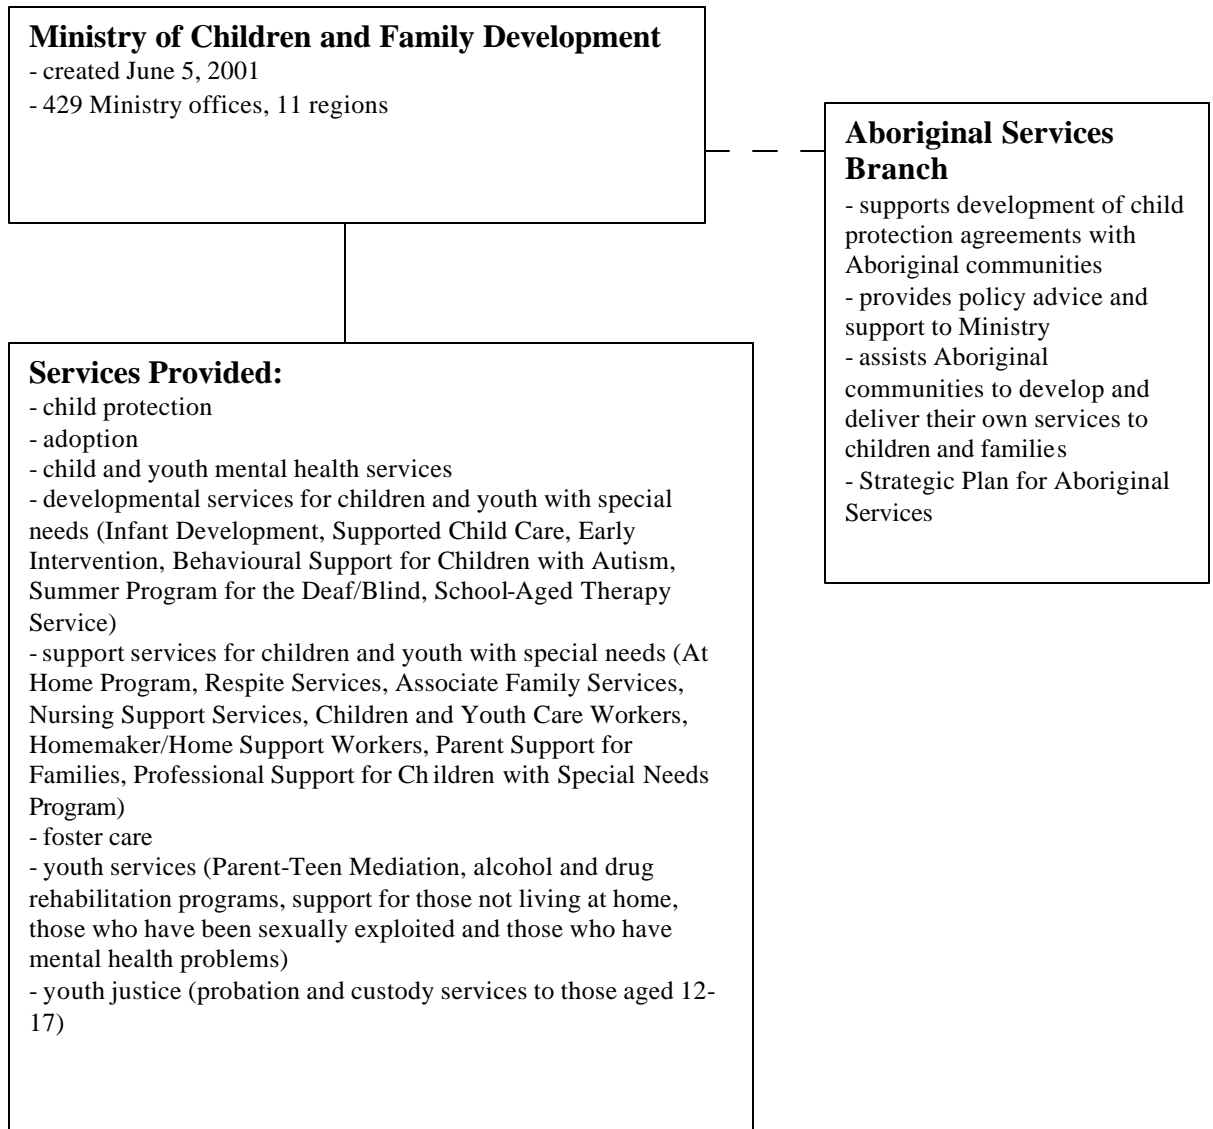 Ministry of Children and Family Development
- created June 5, 2001
- 429 Ministry offices, 11 regions
Aboriginal Services
Branch
- supports development of child
protection agreements with
Aboriginal communities
- provides policy advice and
support to Ministry
- assists Aboriginal
communities to develop and
deliver their own services to
children and families
- Strategic Plan for Aboriginal
Services
Services Provided:
- child protection
- adoption
- child and youth mental health services
- developmental services for children and youth with special
needs (Infant Development, Supported Child Care, Early
Intervention, Behavioural Support for Children with Autism,
Summer Program for the Deaf/Blind, School-Aged Therapy
Service)
- support services for children and youth with special needs (At
Home Program, Respite Services, Associate Family Services,
Nursing Support Services, Children and Youth Care Workers,
Homemaker/Home Support Workers, Parent Support for
Families, Professional Support for Children with Special Needs
Program)
- foster care
- youth services (Parent-Teen Mediation, alcohol and drug
rehabilitation programs, support for those not living at home,
those who have been sexually exploited and those who have
mental health problems)
- youth justice (probation and custody services to those aged 12-
17)